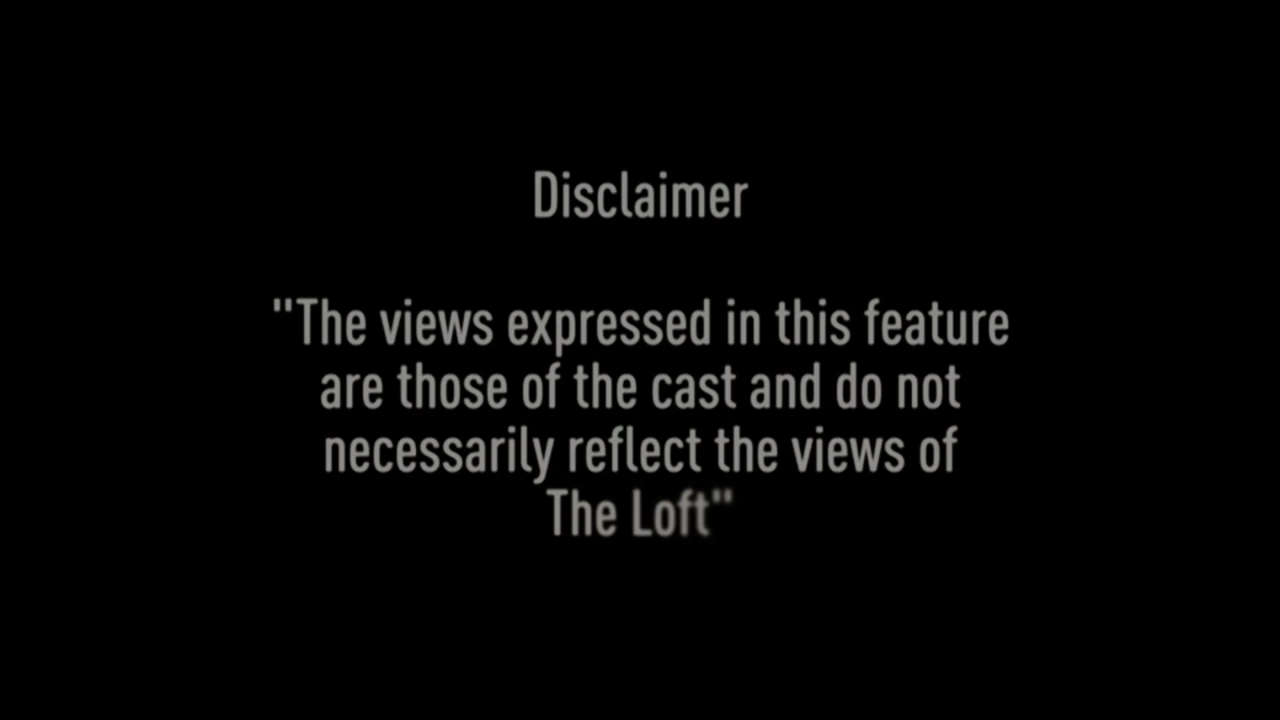 Disclaimer
"The views expressed in this feature
are those of the cast and do not
necessarily reflect the views of
The Loft"